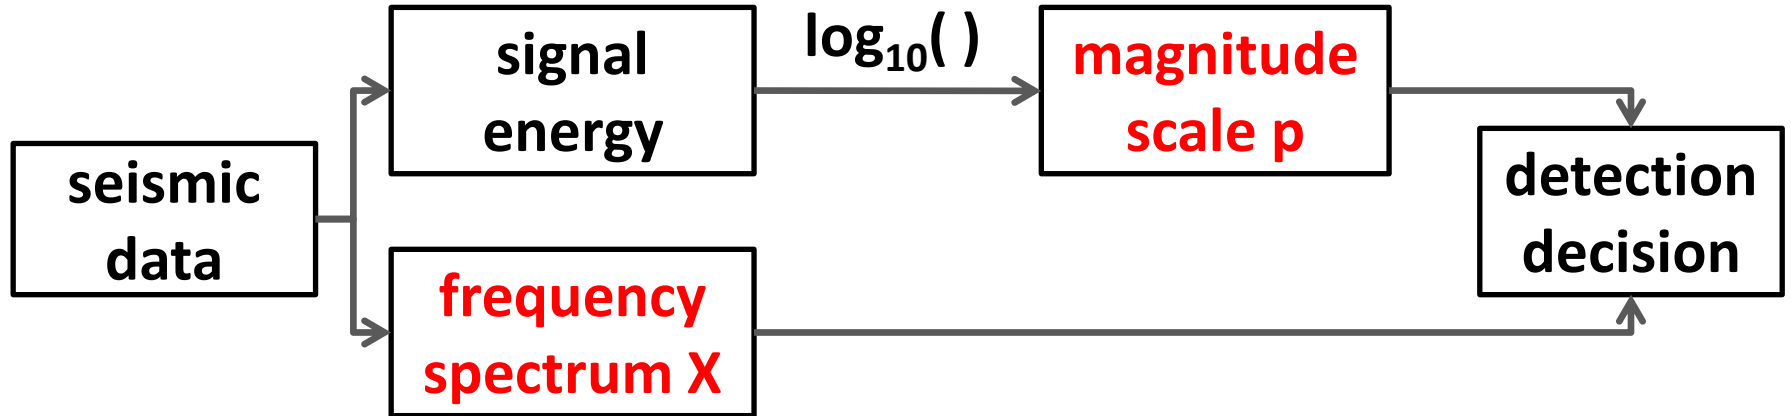 seismic
data
signal
energy
log₁₀( )
magnitude
scale p
frequency
spectrum X
detection
decision